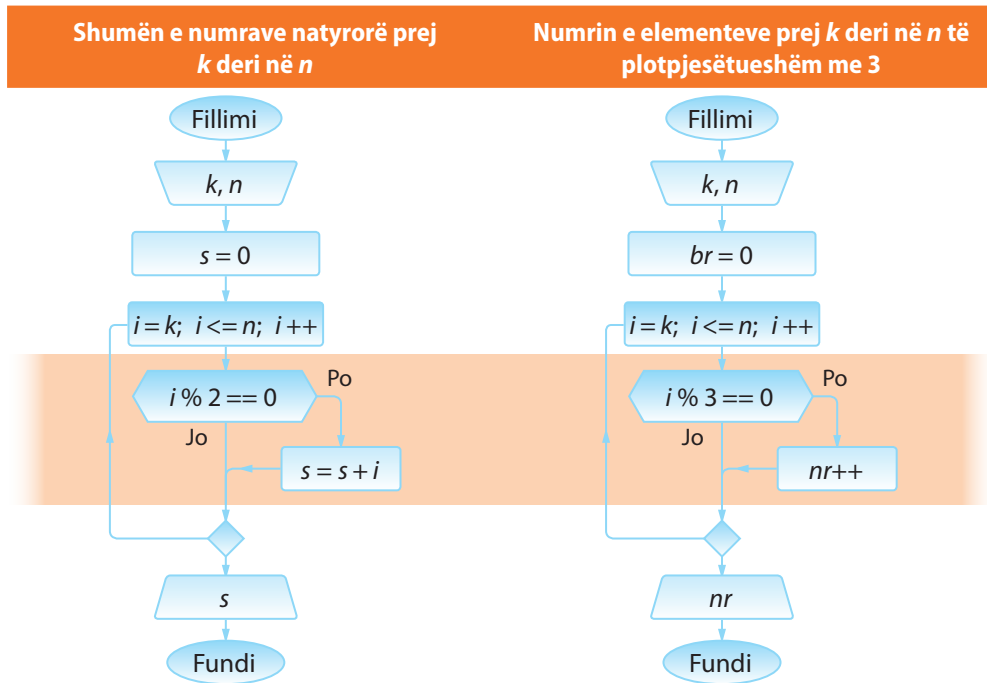 Shumën e numrave natyrorë prej
k deri në n
Fillimi
k, n
s = 0
i = k; i <= n; i ++
i % 2 == 0
Po
Jo
s = s + i
s
Fundi
Numrin e elementeve prej k deri në n të
plotpjesëtueshëm me 3
Fillimi
k, n
br = 0
i = k; i <= n; i ++
i % 3 == 0
Po
Jo
nr++
nr
Fundi